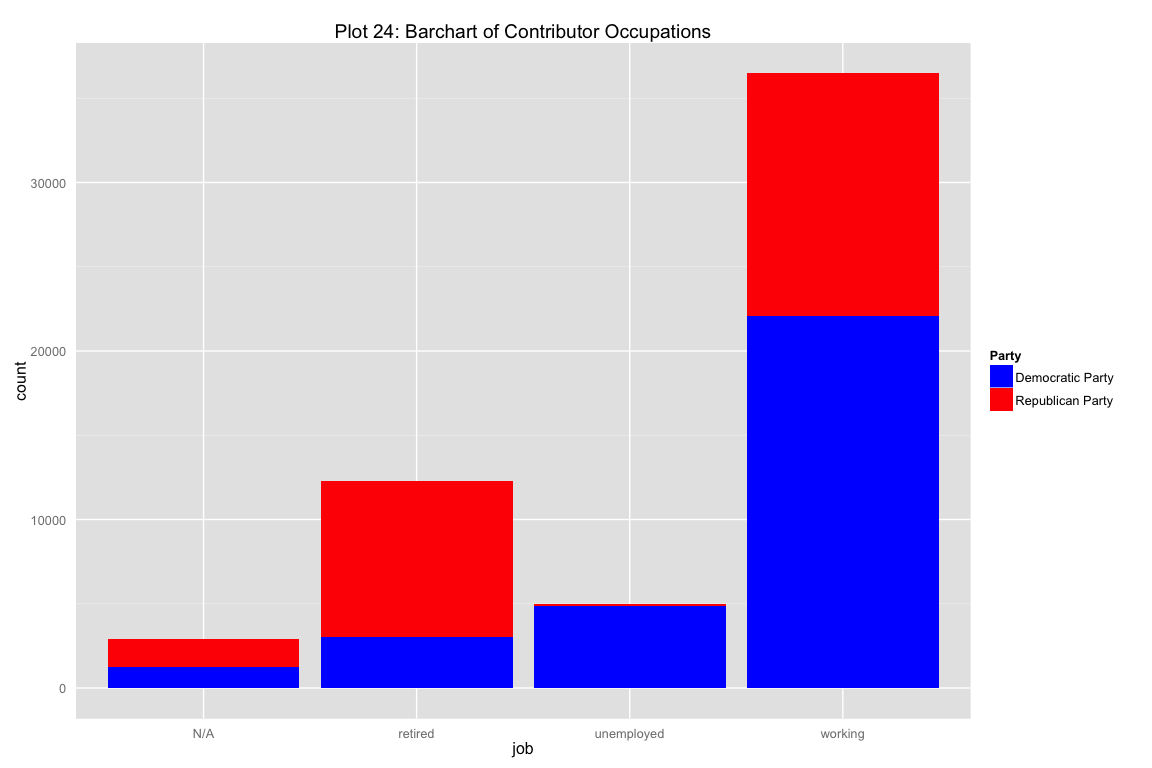 Plot 24: Barchart of Contributor Occupations
30000
20000
10000
0
count
N/A
retired
unemployed
working
job
Party
Democratic Party
Republican Party